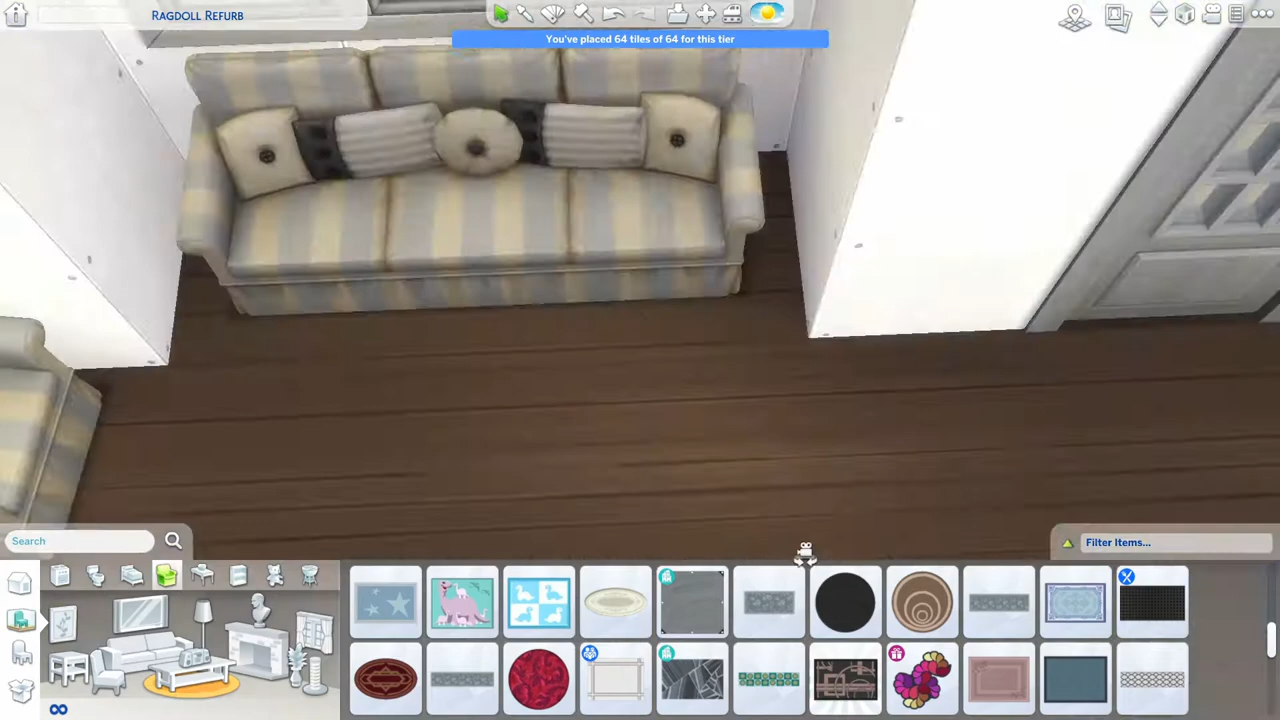 Ragdoll Refurb
You've placed 64 tiles of 64 for this tier
Search
Filter Items...